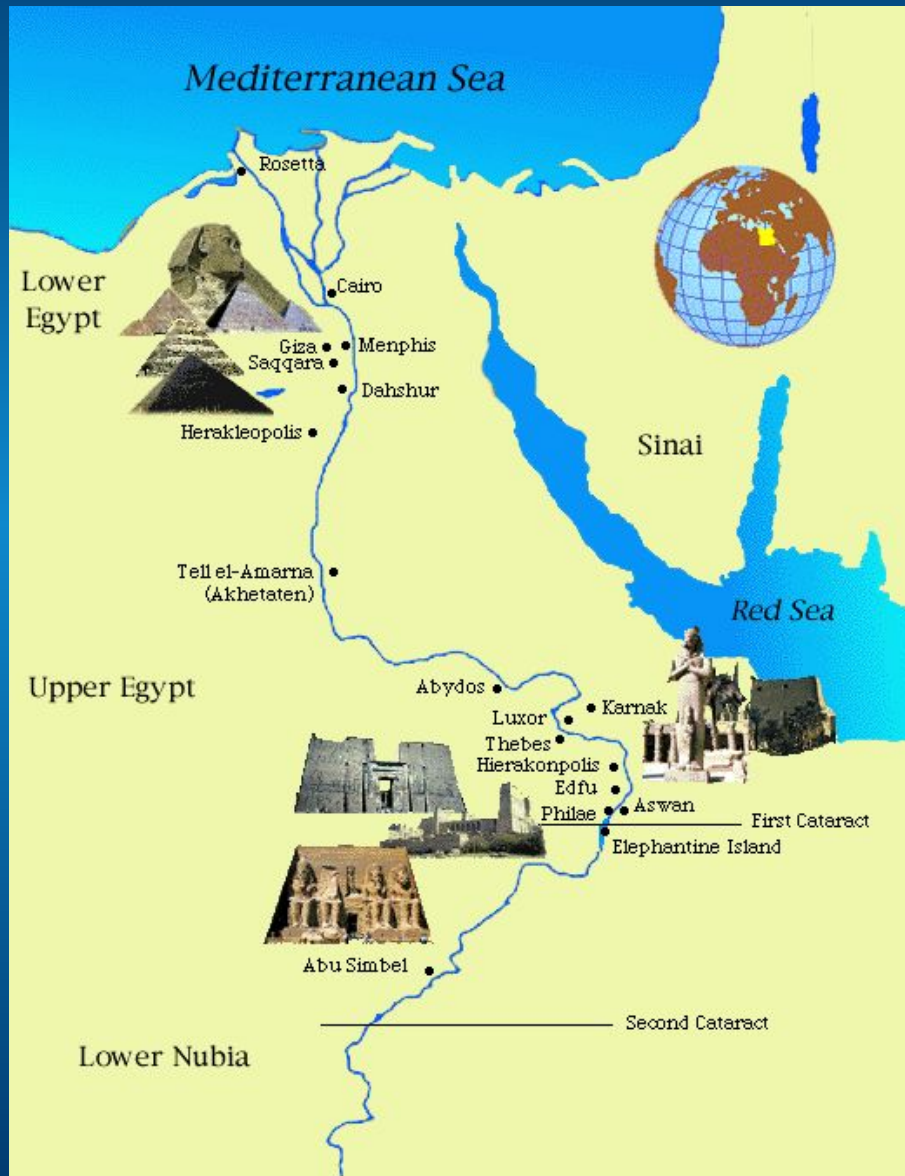 Mediterranean Sea
Rosetta
Lower
Egypt
Cairo
Giza
Menphis
Saqqara
Dahshur
Herakleopolis
Sinai
Tell el-Amarna
(Akhetaten)
Red Sea
Upper Egypt
Abydos
Karnak
Luxor
Thebes
Hierakonpolis
Edfu
Philae
Aswan
First Cataract
Elephantine Island
Abu Simbel
Second Cataract
Lower Nubia